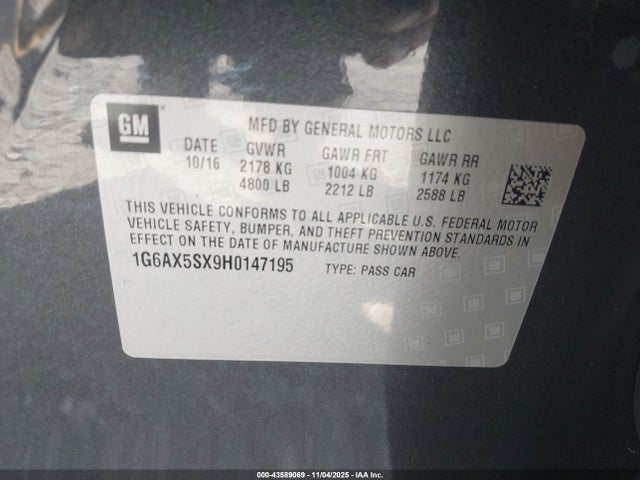 GM
MFD BY GENERAL MOTORS LLC
DATE GVWR GAWR FRT GAWR RR
10/16 2178 KG 1004 KG 1174 KG
4800 LB 2212 LB 2588 LB
THIS VEHICLE CONFORMS TO ALL APPLICABLE U.S. FEDERAL MOTOR
VEHICLE SAFETY, BUMPER, AND THEFT PREVENTION STANDARDS IN
EFFECT ON THE DATE OF MANUFACTURE SHOWN ABOVE.
1G6AX5SX9H0147195 TYPE: PASS CAR
000-43589069 - 11/04/2025 - IAA Inc.